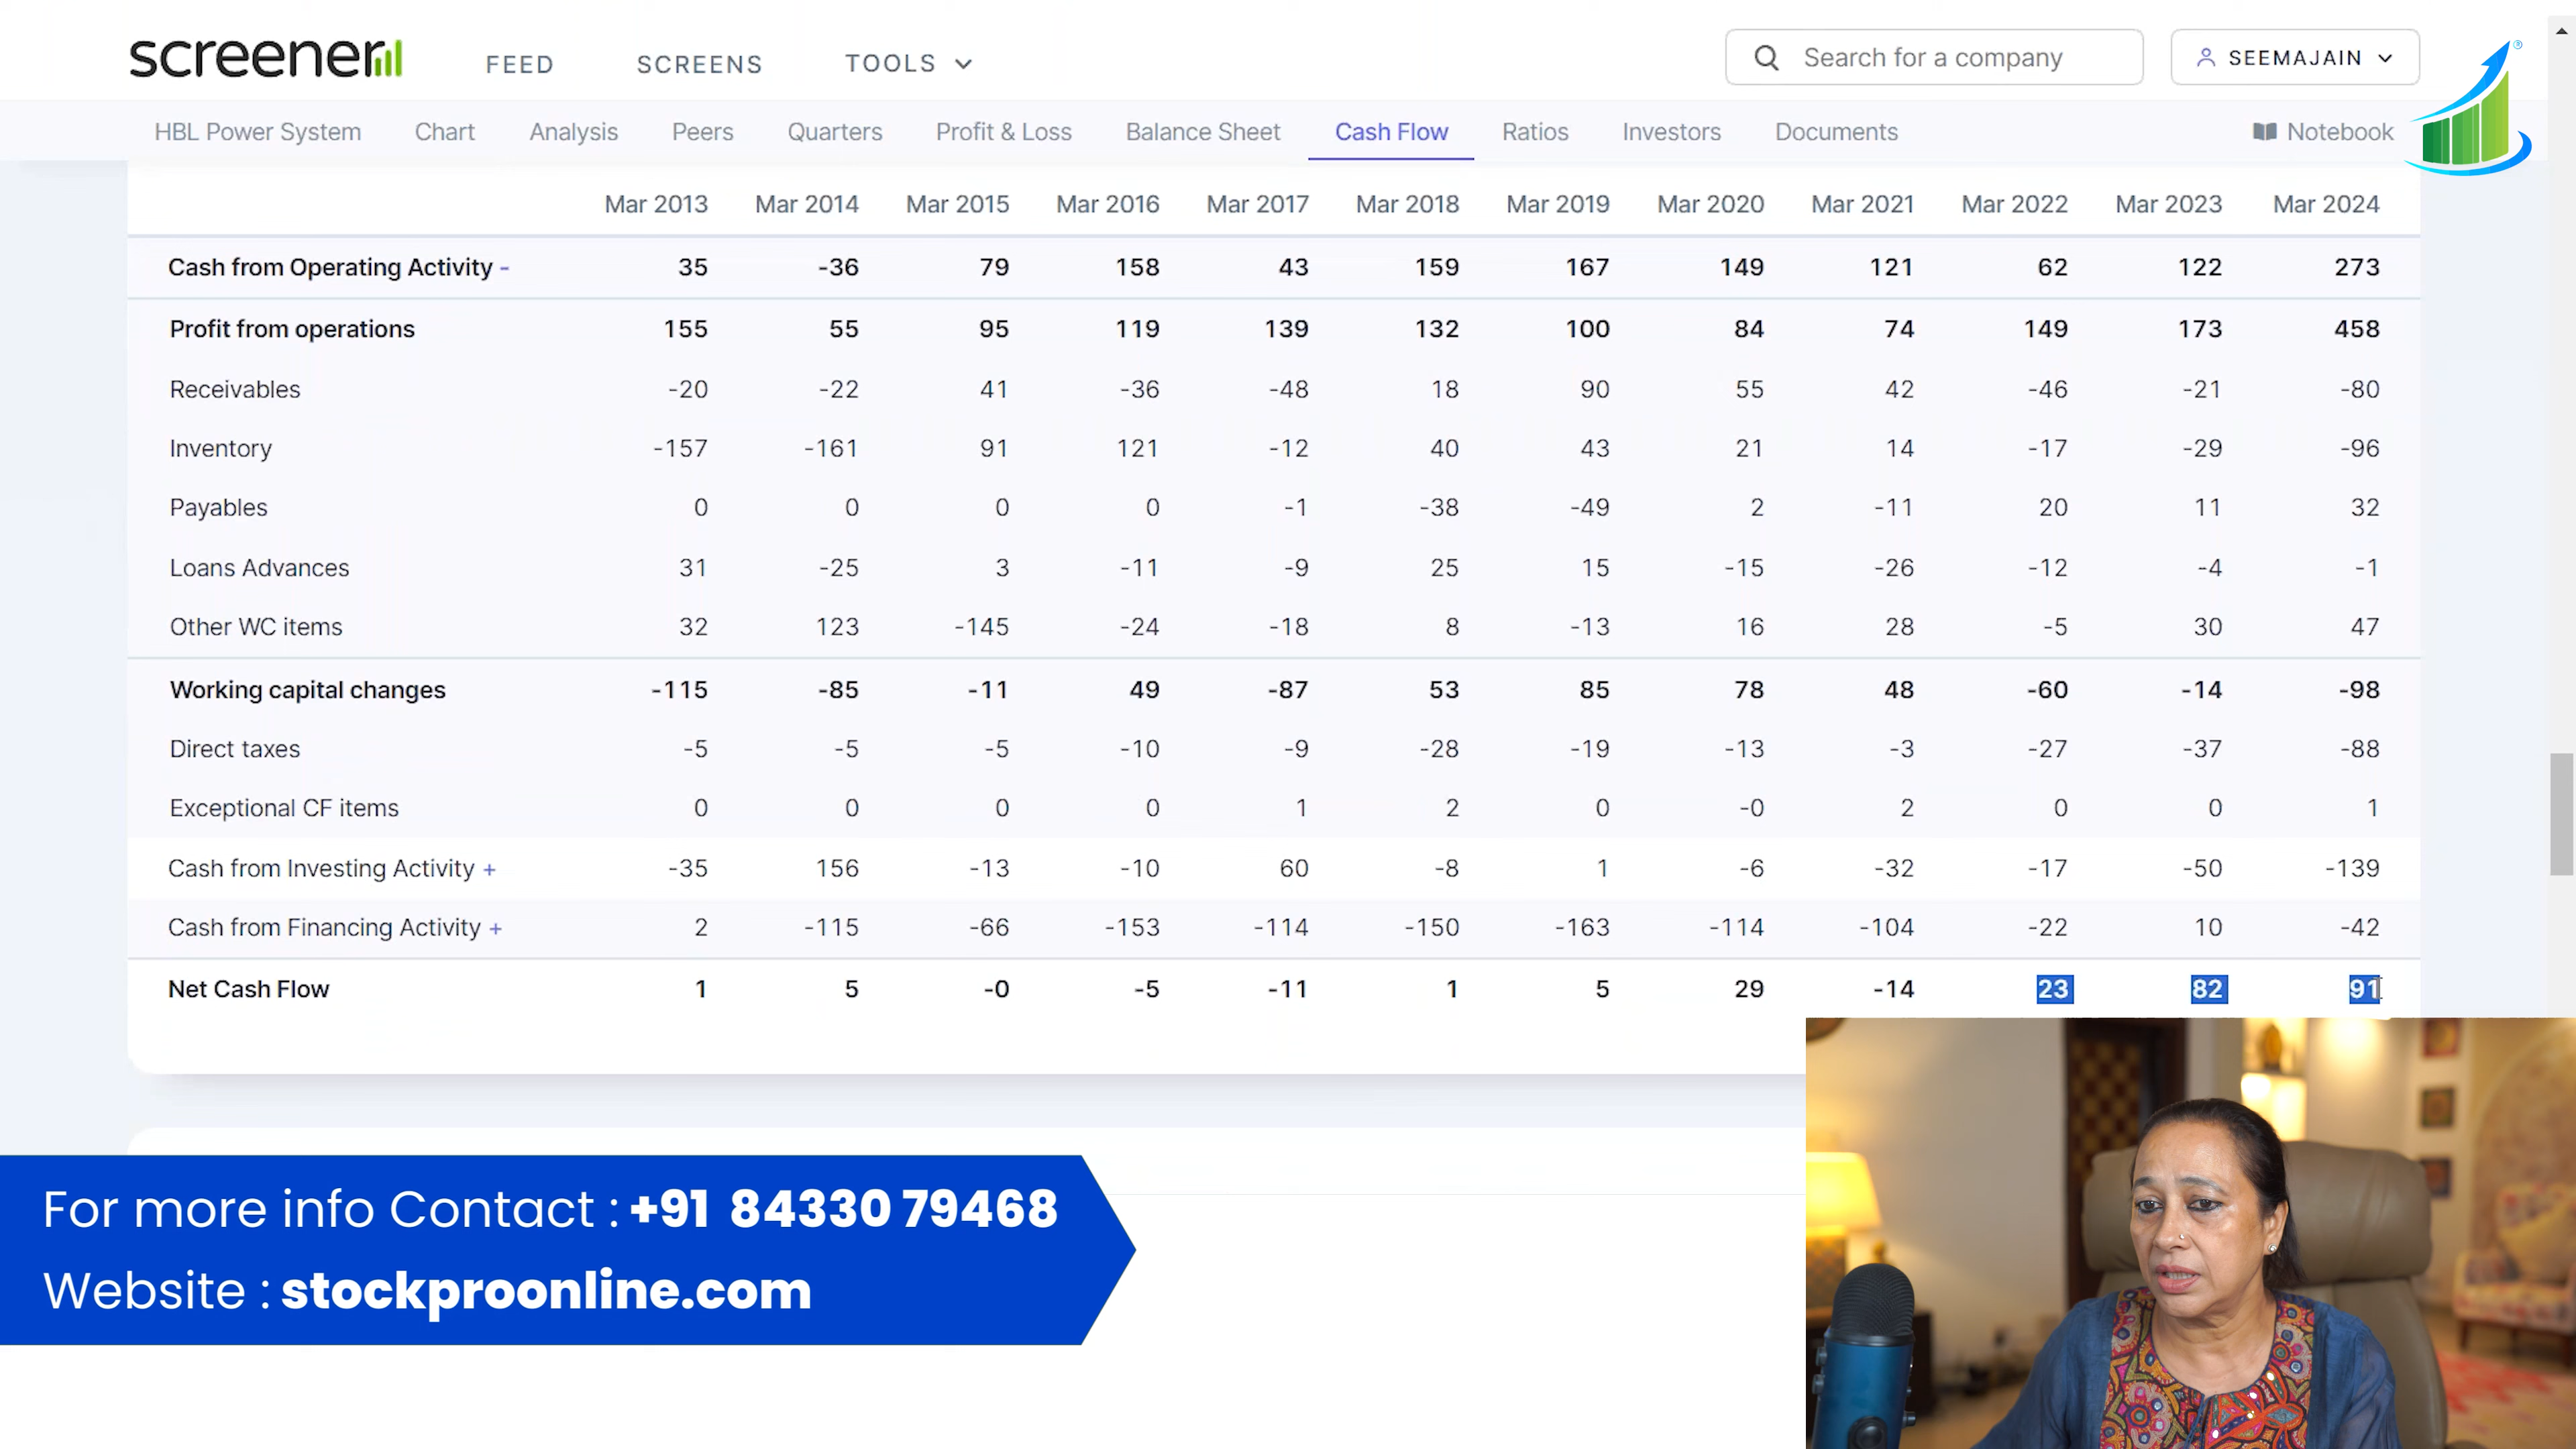 screener FEED SCREENS TOOLS Search for a company SEEMAJAIN
HBL Power System Chart Analysis Peers Quarters Profit & Loss Balance Sheet Cash Flow Ratios Investors Documents Notebook
Mar 2013 Mar 2014 Mar 2015 Mar 2016 Mar 2017 Mar 2018 Mar 2019 Mar 2020 Mar 2021 Mar 2022 Mar 2023 Mar 2024
Cash from Operating Activity - 35 -36 79 158 43 159 167 149 121 62 122 273
Profit from operations 155 55 95 119 139 132 100 84 74 149 173 458
Receivables -20 -22 41 -36 -48 18 90 55 42 -46 -21 -80
Inventory -157 -161 91 121 -12 40 43 21 14 -17 -29 -96
Payables 0 0 0 0 -1 -38 -49 2 -11 20 11 32
Loans Advances 31 -25 3 -11 -9 25 15 -15 -26 -12 -4 -1
Other WC items 32 123 -145 -24 -18 8 -13 16 28 -5 30 47
Working capital changes -115 -85 -11 49 -87 53 85 78 48 -60 -14 -98
Direct taxes -5 -5 -5 -10 -9 -28 -19 -13 -3 -27 -37 -88
Exceptional CF items 0 0 0 0 1 2 0 -0 2 0 0 1
Cash from Investing Activity + -35 156 -13 -10 60 -8 1 -6 -32 -17 -50 -139
Cash from Financing Activity + 2 -115 -66 -153 -114 -150 -163 -114 -104 -22 10 -42
Net Cash Flow 1 5 -0 -5 -11 1 5 29 -14 23 82 91
For more info Contact : +91 84330 79468
Website : stockproonline.com